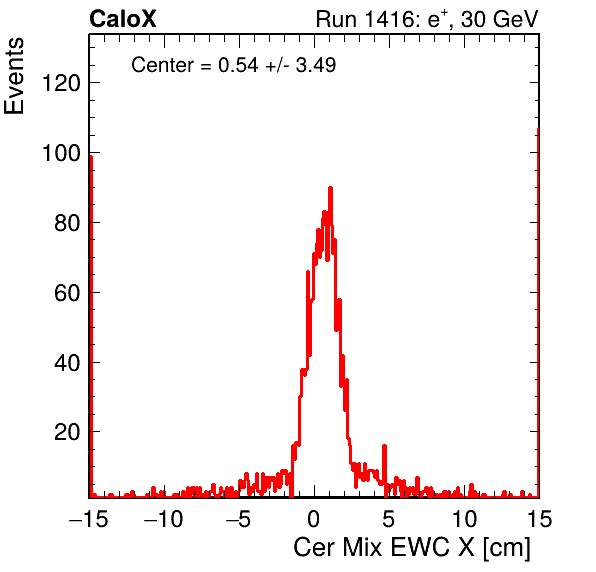 CaloX
Run 1416: e+, 30 GeV
Center = 0.54 +/- 3.49
Events
120
100
80
60
40
20
−15
−10
−5
0
5
10
15
Cer Mix EWC X [cm]